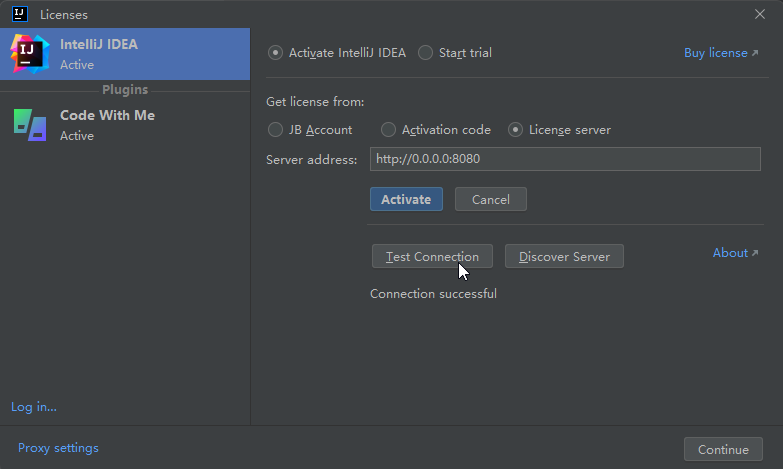 Licenses
IntelliJ IDEA
Active
Plugins
Code With Me
Active
Log in...
Proxy settings
Activate IntelliJ IDEA Start trial Buy license
Get license from:
JB Account Activation code License server
Server address: http://0.0.0.0:8080
Activate Cancel
Test Connection Discover Server About
Connection successful
Continue